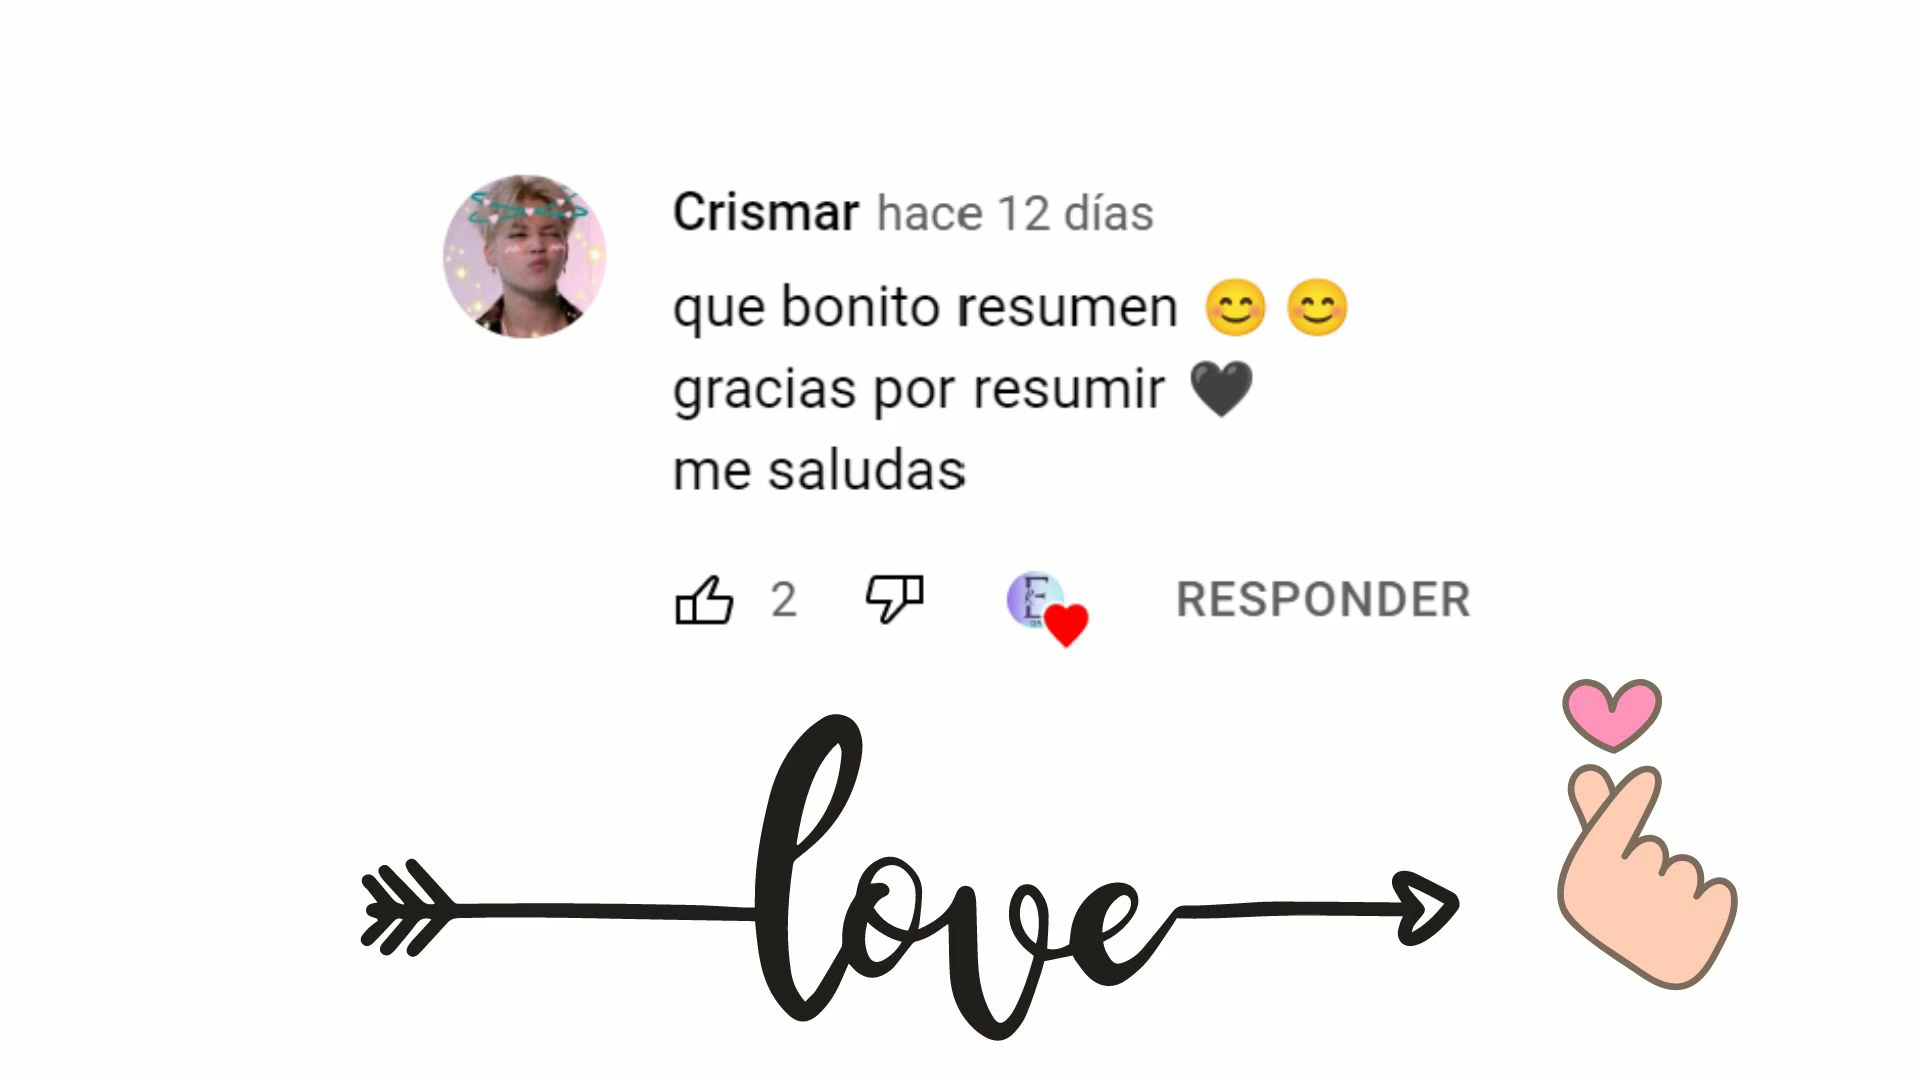 Crismar hace 12 días
que bonito resumen 😊 😊
gracias por resumir 🖤
me saludas
2 RESPONDER
love